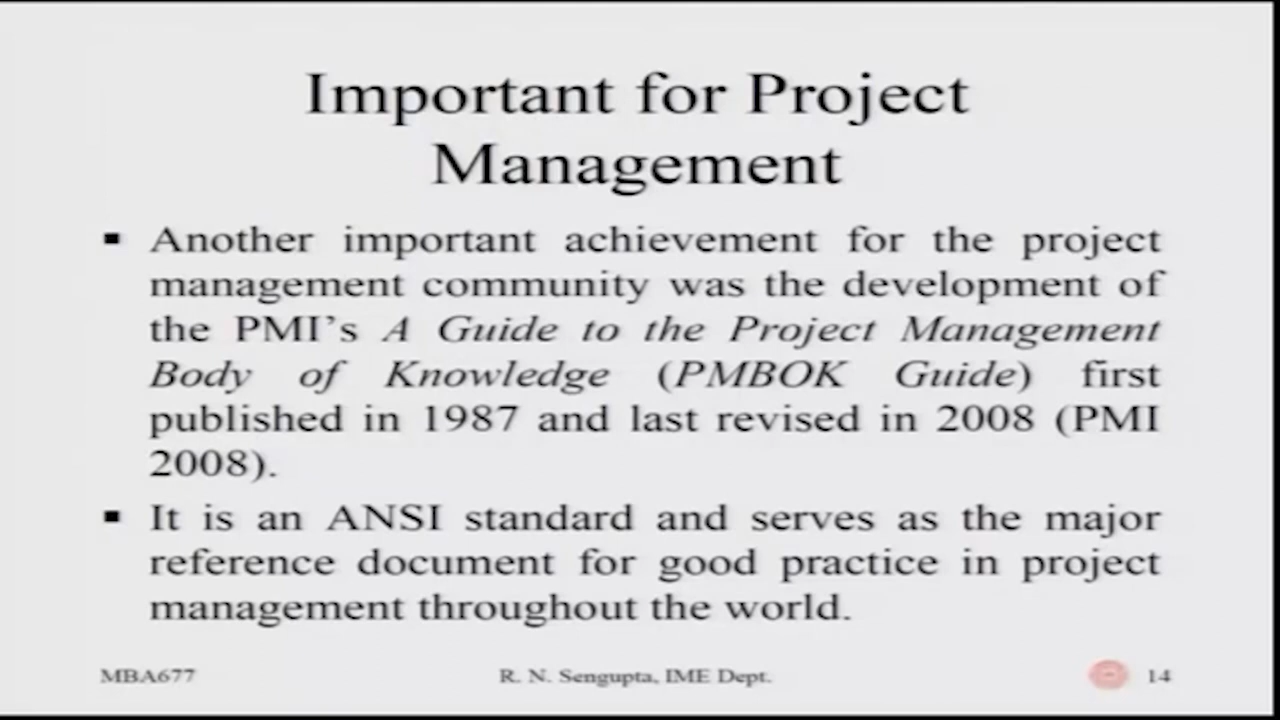 Important for Project
Management
▪ Another important achievement for the project
management community was the development of
the PMI's A Guide to the Project Management
Body of Knowledge (PMBOK Guide) first
published in 1987 and last revised in 2008 (PMI
2008).
▪ It is an ANSI standard and serves as the major
reference document for good practice in project
management throughout the world.
MBA677 R. N. Sengupta, IME Dept. 14